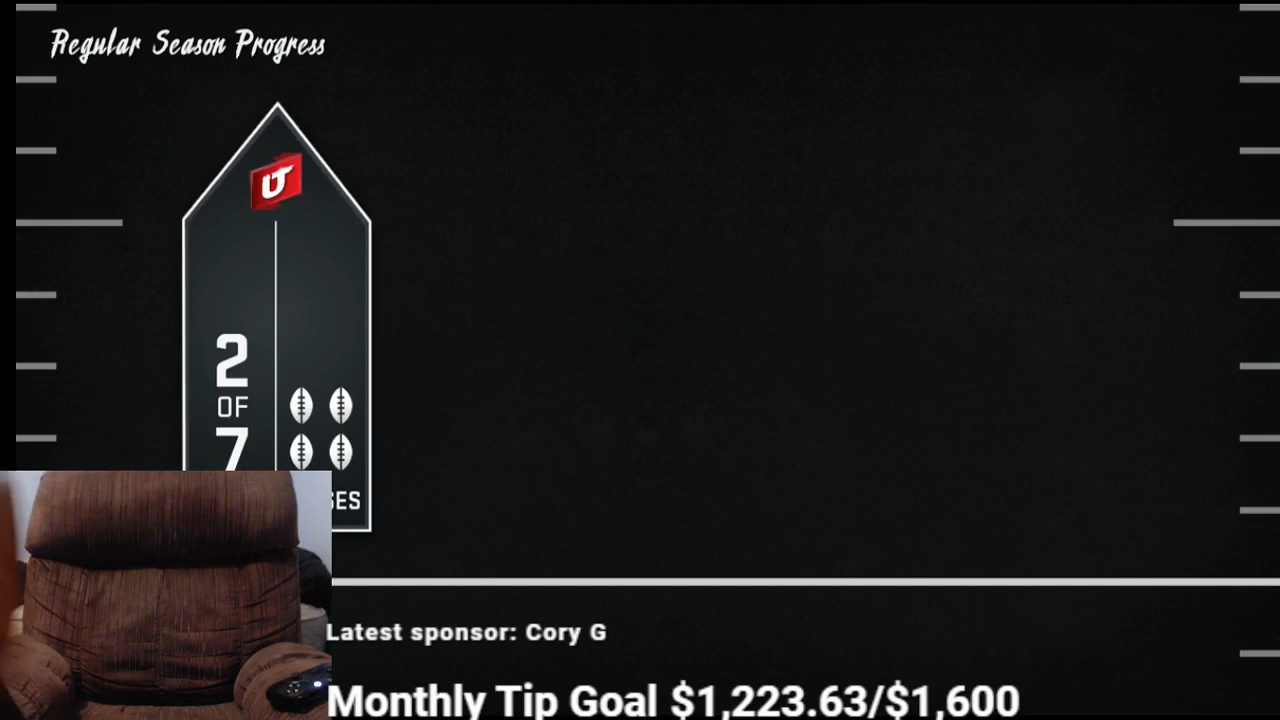 Regular Season Progress
UT
2
OF
7
Latest sponsor: Cory G
Monthly Tip Goal $1,223.63/$1,600